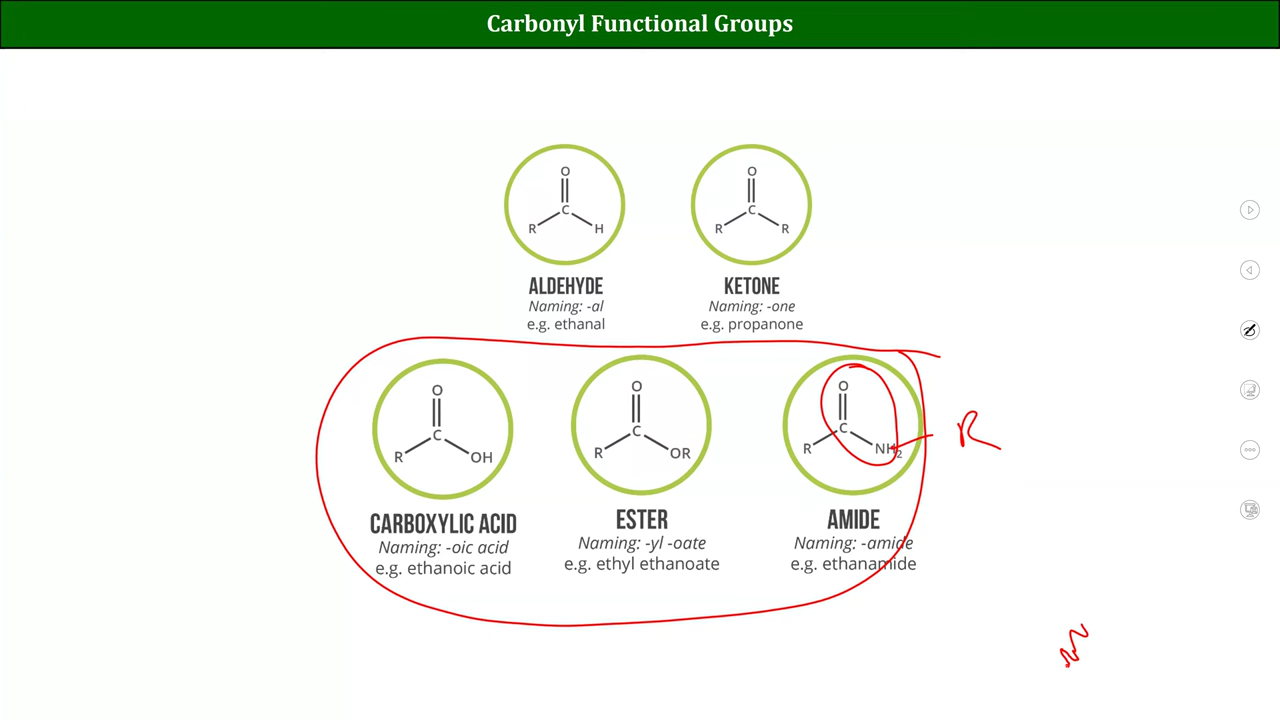 Carbonyl Functional Groups
O
C
R H
O
C
R R
ALDEHYDE
Naming: -al
e.g. ethanal
KETONE
Naming: -one
e.g. propanone
O
C
R OH
O
C
R OR
O
C
R NH2
R
CARBOXYLIC ACID
Naming: -oic acid
e.g. ethanoic acid
ESTER
Naming: -yl -oate
e.g. ethyl ethanoate
AMIDE
Naming: -amide
e.g. ethanamide